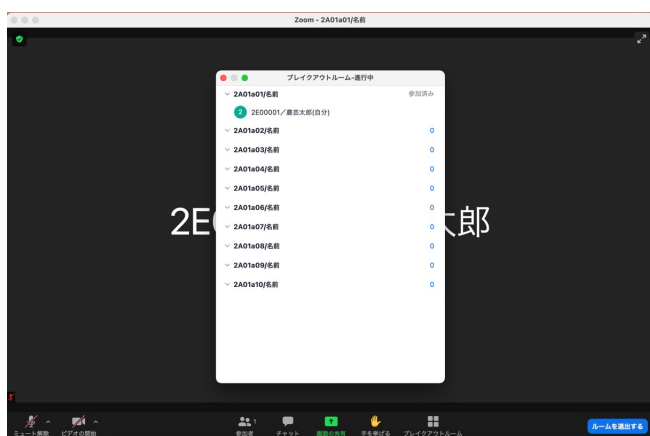 Zoom - 2A01a01/名前
ブレイクアウトルーム-進行中
2A01a01/名前 参加済み
2 2E00001／農芸太郎(自分)
2A01a02/名前 0
2A01a03/名前 0
2A01a04/名前 0
2A01a05/名前 0
2A01a06/名前 0
2A01a07/名前 0
2A01a08/名前 0
2A01a09/名前 0
2A01a10/名前 0
2E 太郎
ミュート解除 ビデオの開始 参加者 1 チャット 画面の共有 手を挙げる ブレイクアウトルーム ルームを退出する